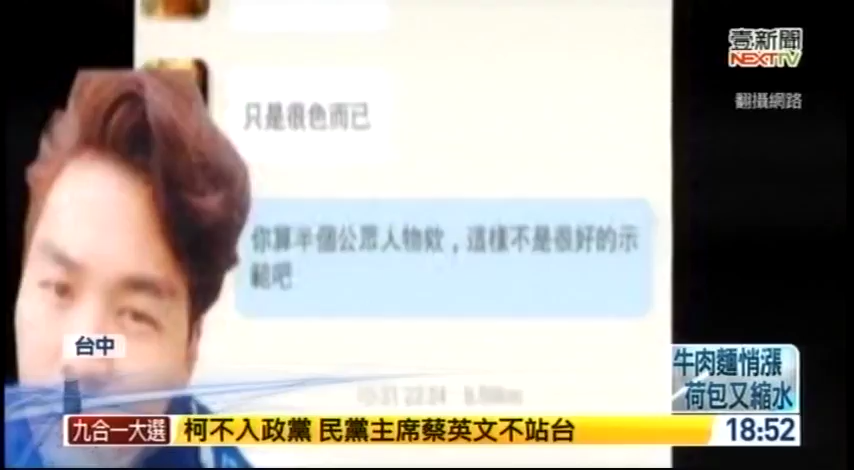 壹新聞
NEXTTV
翻攝網路
只是很色而已
你算半個公眾人物欸，這樣不是很好的示
範吧
台中
牛肉麵悄漲
荷包又縮水
九合一大選
柯不入政黨 民黨主席蔡英文不站台
18:52